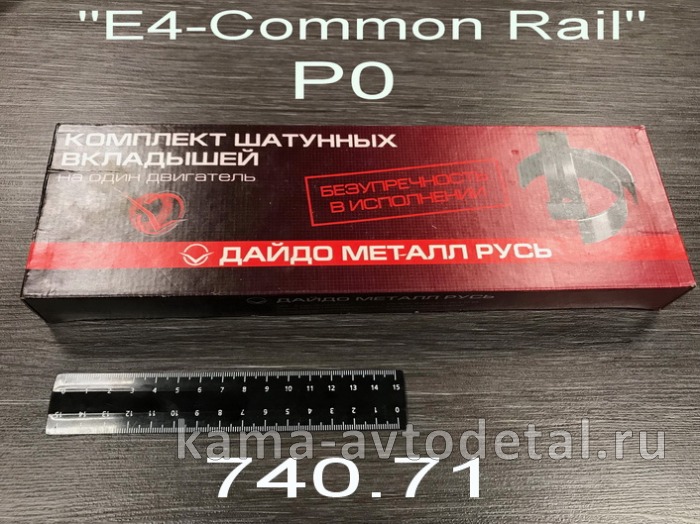 "E4-Common Rail"
P0
КОМПЛЕКТ ШАТУННЫХ
ВКЛАДЫШЕЙ
на один двигатель
БЕЗУПРЕЧНОСТЬ
В ИСПОЛНЕНИИ
ДАЙДО МЕТАЛЛ РУСЬ
ДАЙДО МЕТАЛЛ РУСЬ
kama-avtodetal.ru
740.71